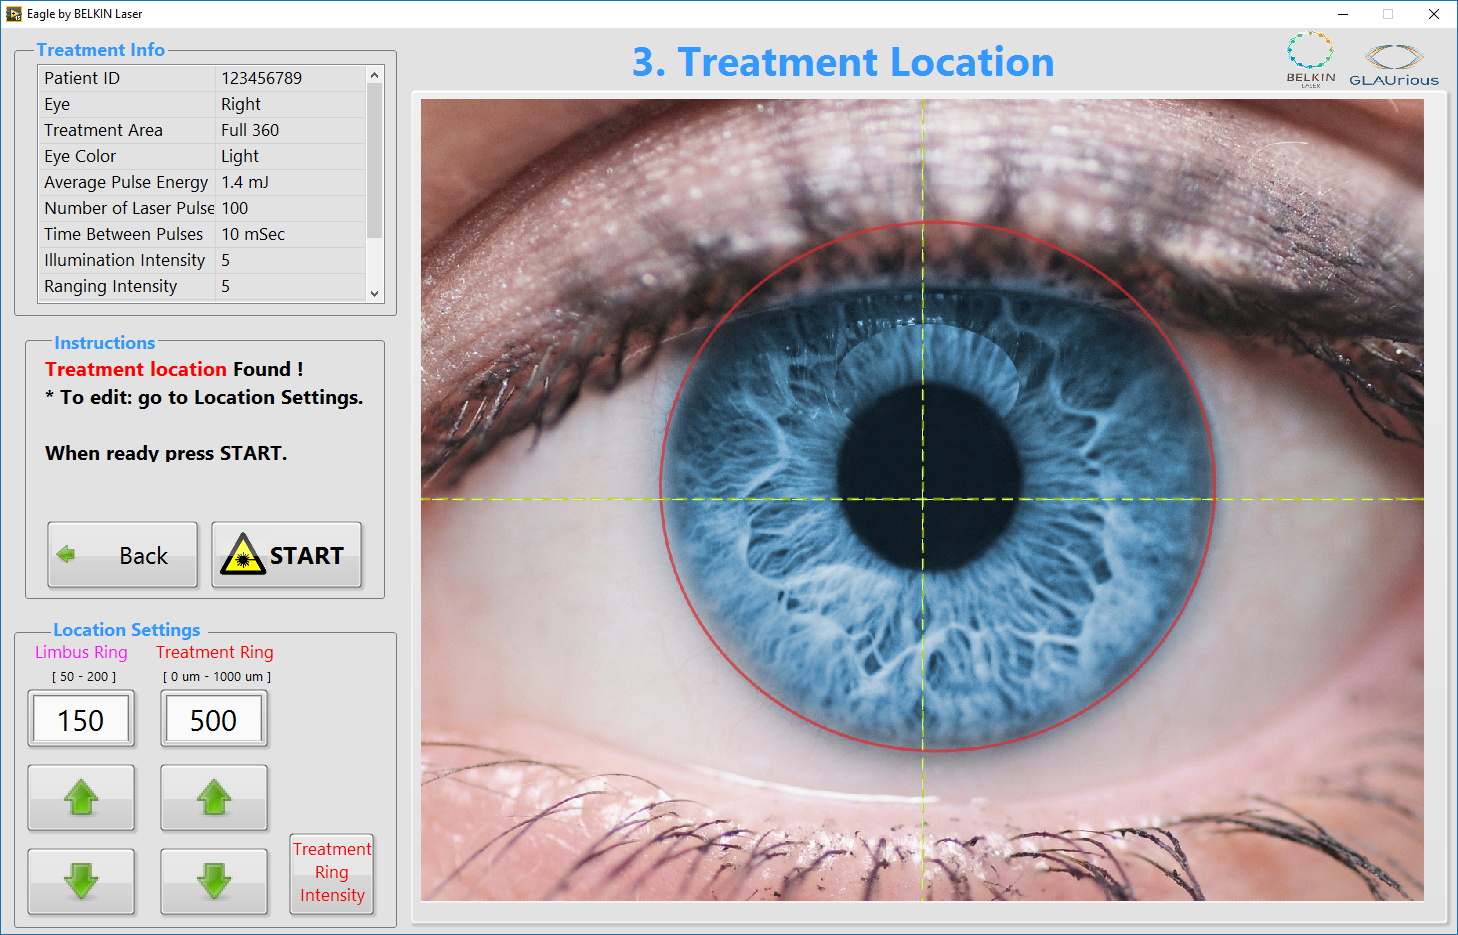 Eagle by BELKIN Laser
Treatment Info
Patient ID 123456789
Eye Right
Treatment Area Full 360
Eye Color Light
Average Pulse Energy 1.4 mJ
Number of Laser Pulse 100
Time Between Pulses 10 mSec
Illumination Intensity 5
Ranging Intensity 5
Instructions
Treatment location Found !
* To edit: go to Location Settings.
When ready press START.
Back
START
Location Settings
Limbus Ring Treatment Ring
[ 50 - 200 ] [ 0 um - 1000 um ]
150 500
Treatment
Ring
Intensity
3. Treatment Location
BELKIN
LASER
GLAUrious